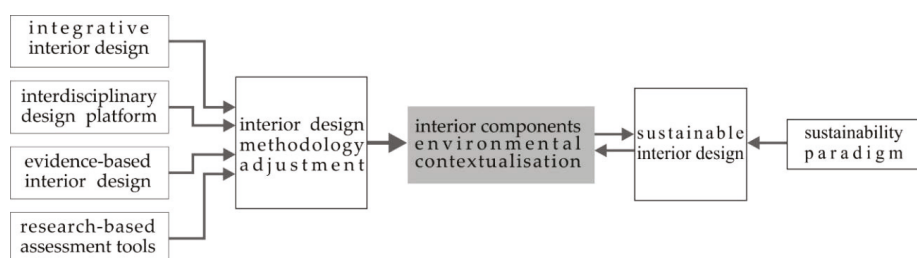 integrative
interior design
interdisciplinary
design platform
evidence-based
interior design
research-based
assessment tools
interior design
methodology
adjustment
interior components
environmental
contextualisation
sustainable
interior design
sustainability
paradigm